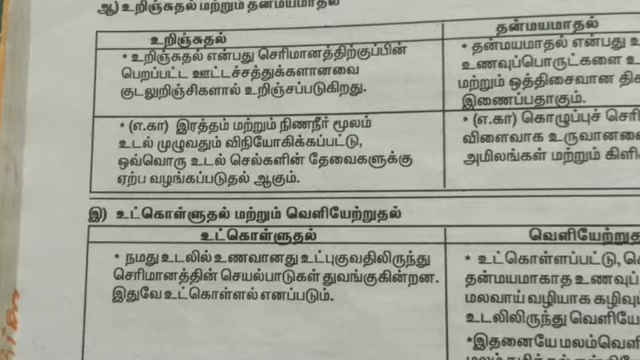 ஆ) உறிஞ்சுதல் மற்றும் தன்மயமாதல்
உறிஞ்சுதல்
* உறிஞ்சுதல் என்பது செரிமானத்திற்குப்பின்
பெறப்பட்ட ஊட்டச்சத்துக்களானவை
குடலுறிஞ்சிகளால் உறிஞ்சப்படுகிறது.
* (எ.கா) இரத்தம் மற்றும் நிணநீர் மூலம்
உடல் முழுவதும் விநியோகிக்கப்பட்டு,
ஒவ்வொரு உடல் செல்களின் தேவைகளுக்கு
ஏற்ப வழங்கப்படுதல் ஆகும்.
தன்மயமாதல்
* தன்மயமாதல் என்பது
உணவுப்பொருட்களை
மற்றும் ஒத்திசைவான
இணைப்பதாகும்.
* (எ.கா) கொழுப்புச்
விளைவாக
அமிலங்கள் மற்றும்
இ) உட்கொள்ளுதல் மற்றும் வெளியேற்றுதல்
உட்கொள்ளுதல்
* நமது உடலில் உணவானது உட்புகுவதிலிருந்து
செரிமானத்தின் செயல்பாடுகள் துவங்குகின்றன.
இதுவே உட்கொள்ளல் எனப்படும்.
வெளியேற்று
* உட்கொள்ளப்பட்டு,
தன்மயமாகாத உணவுப்
மலவாய் வழியாக
உடலிலிருந்து
*இதனையே